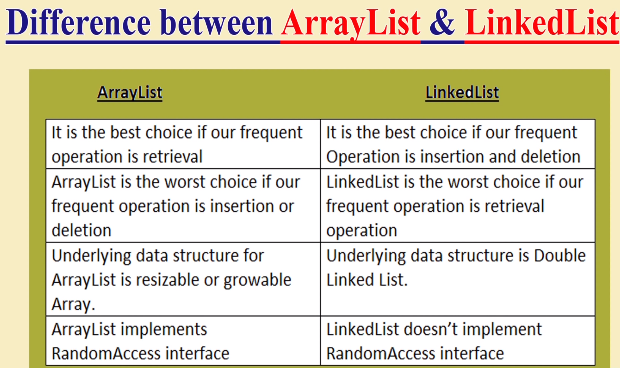 Difference between ArrayList & LinkedList
ArrayList
LinkedList
It is the best choice if our frequent
operation is retrieval
It is the best choice if our frequent
Operation is insertion and deletion
ArrayList is the worst choice if our
frequent operation is insertion or
deletion
LinkedList is the worst choice if our
frequent operation is retrieval
operation
Underlying data structure for
ArrayList is resizable or growable
Array.
Underlying data structure is Double
Linked List.
ArrayList implements
RandomAccess interface
LinkedList doesn’t implement
RandomAccess interface